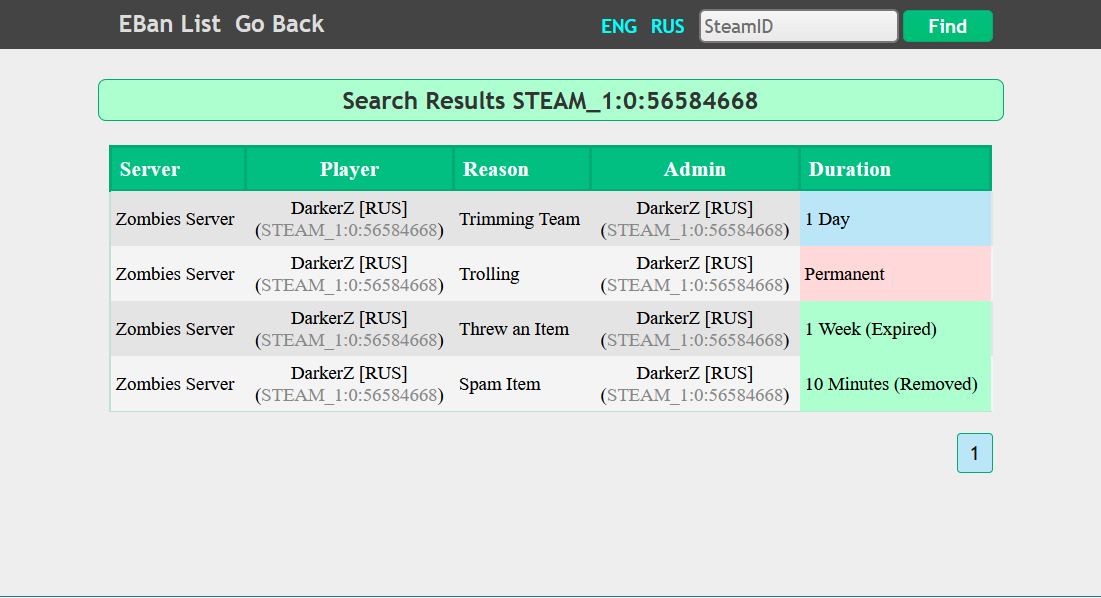 EBan List Go Back ENG RUS SteamID Find
Search Results STEAM_1:0:56584668
Server Player Reason Admin Duration
Zombies Server DarkerZ [RUS] (STEAM_1:0:56584668) Trimming Team DarkerZ [RUS] (STEAM_1:0:56584668) 1 Day
Zombies Server DarkerZ [RUS] (STEAM_1:0:56584668) Trolling DarkerZ [RUS] (STEAM_1:0:56584668) Permanent
Zombies Server DarkerZ [RUS] (STEAM_1:0:56584668) Threw an Item DarkerZ [RUS] (STEAM_1:0:56584668) 1 Week (Expired)
Zombies Server DarkerZ [RUS] (STEAM_1:0:56584668) Spam Item DarkerZ [RUS] (STEAM_1:0:56584668) 10 Minutes (Removed)
1